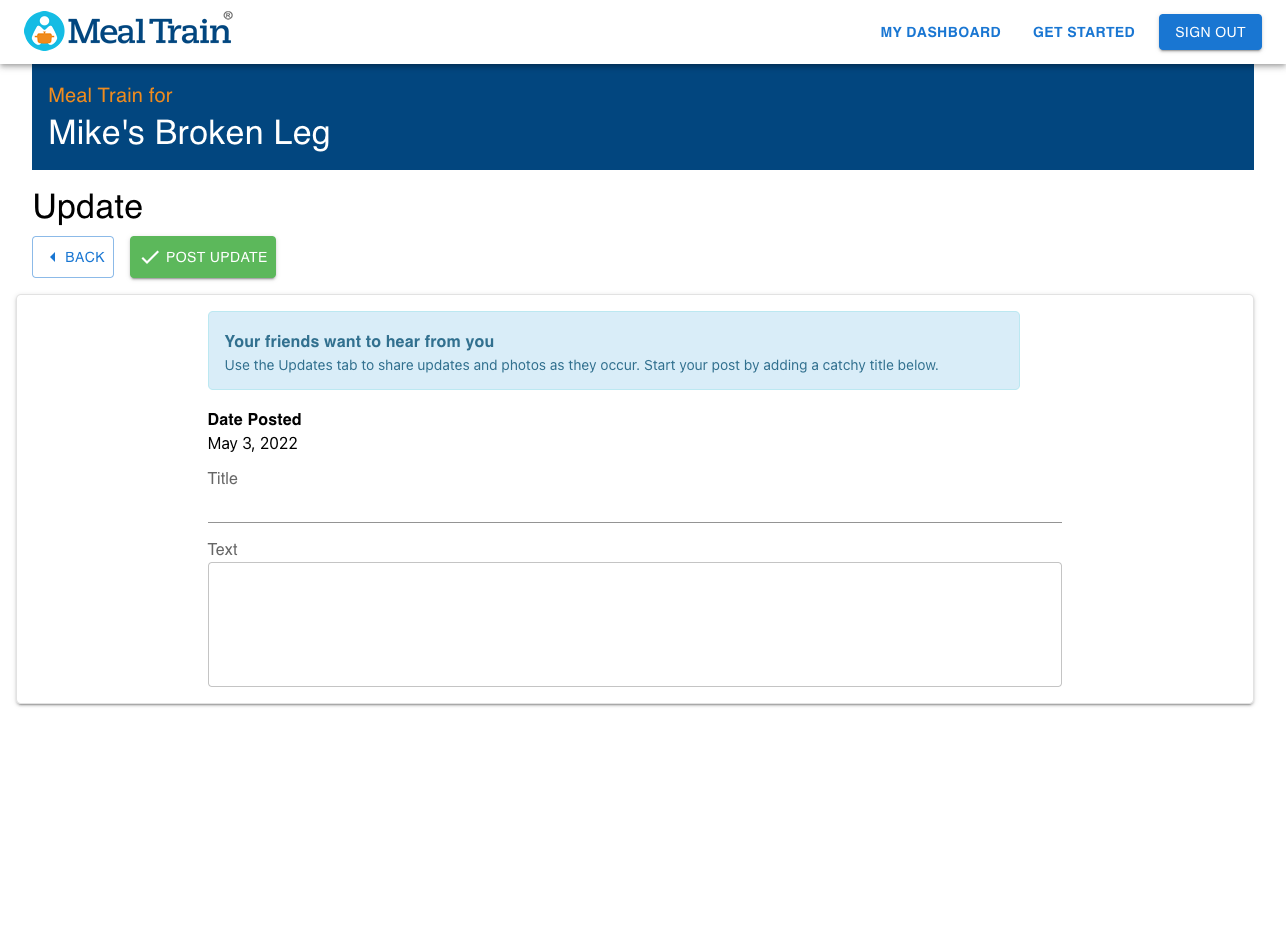 Meal Train®
MY DASHBOARD
GET STARTED
SIGN OUT
Meal Train for
Mike's Broken Leg
Update
BACK
POST UPDATE
Your friends want to hear from you
Use the Updates tab to share updates and photos as they occur. Start your post by adding a catchy title below.
Date Posted
May 3, 2022
Title
Text